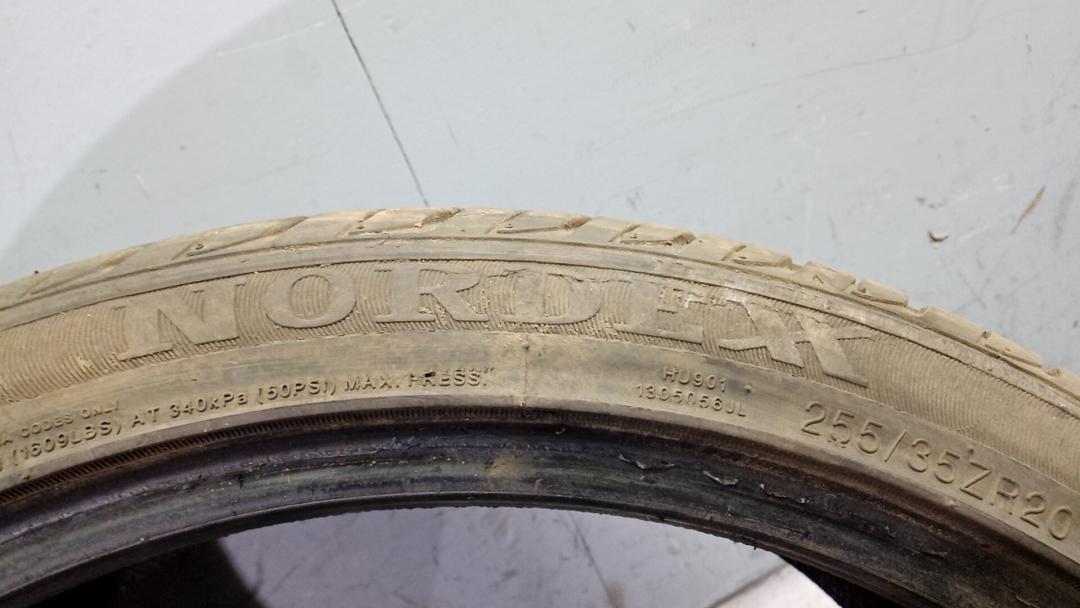 NORDEXX
CODES ONLY
(1609LBS) AT 340kPa (50PSI) MAX. PRESS."
HU901
1305056JL
255/35ZR20